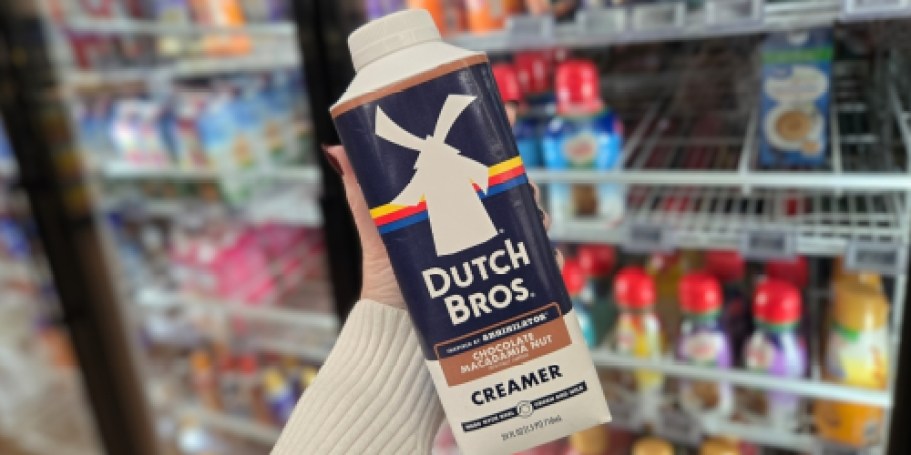 DUTCH
BROS.
INSPIRED BY ANNIHILATOR
CHOCOLATE
MACADAMIA NUT
CREAMER
MADE WITH REAL CREAM AND MILK